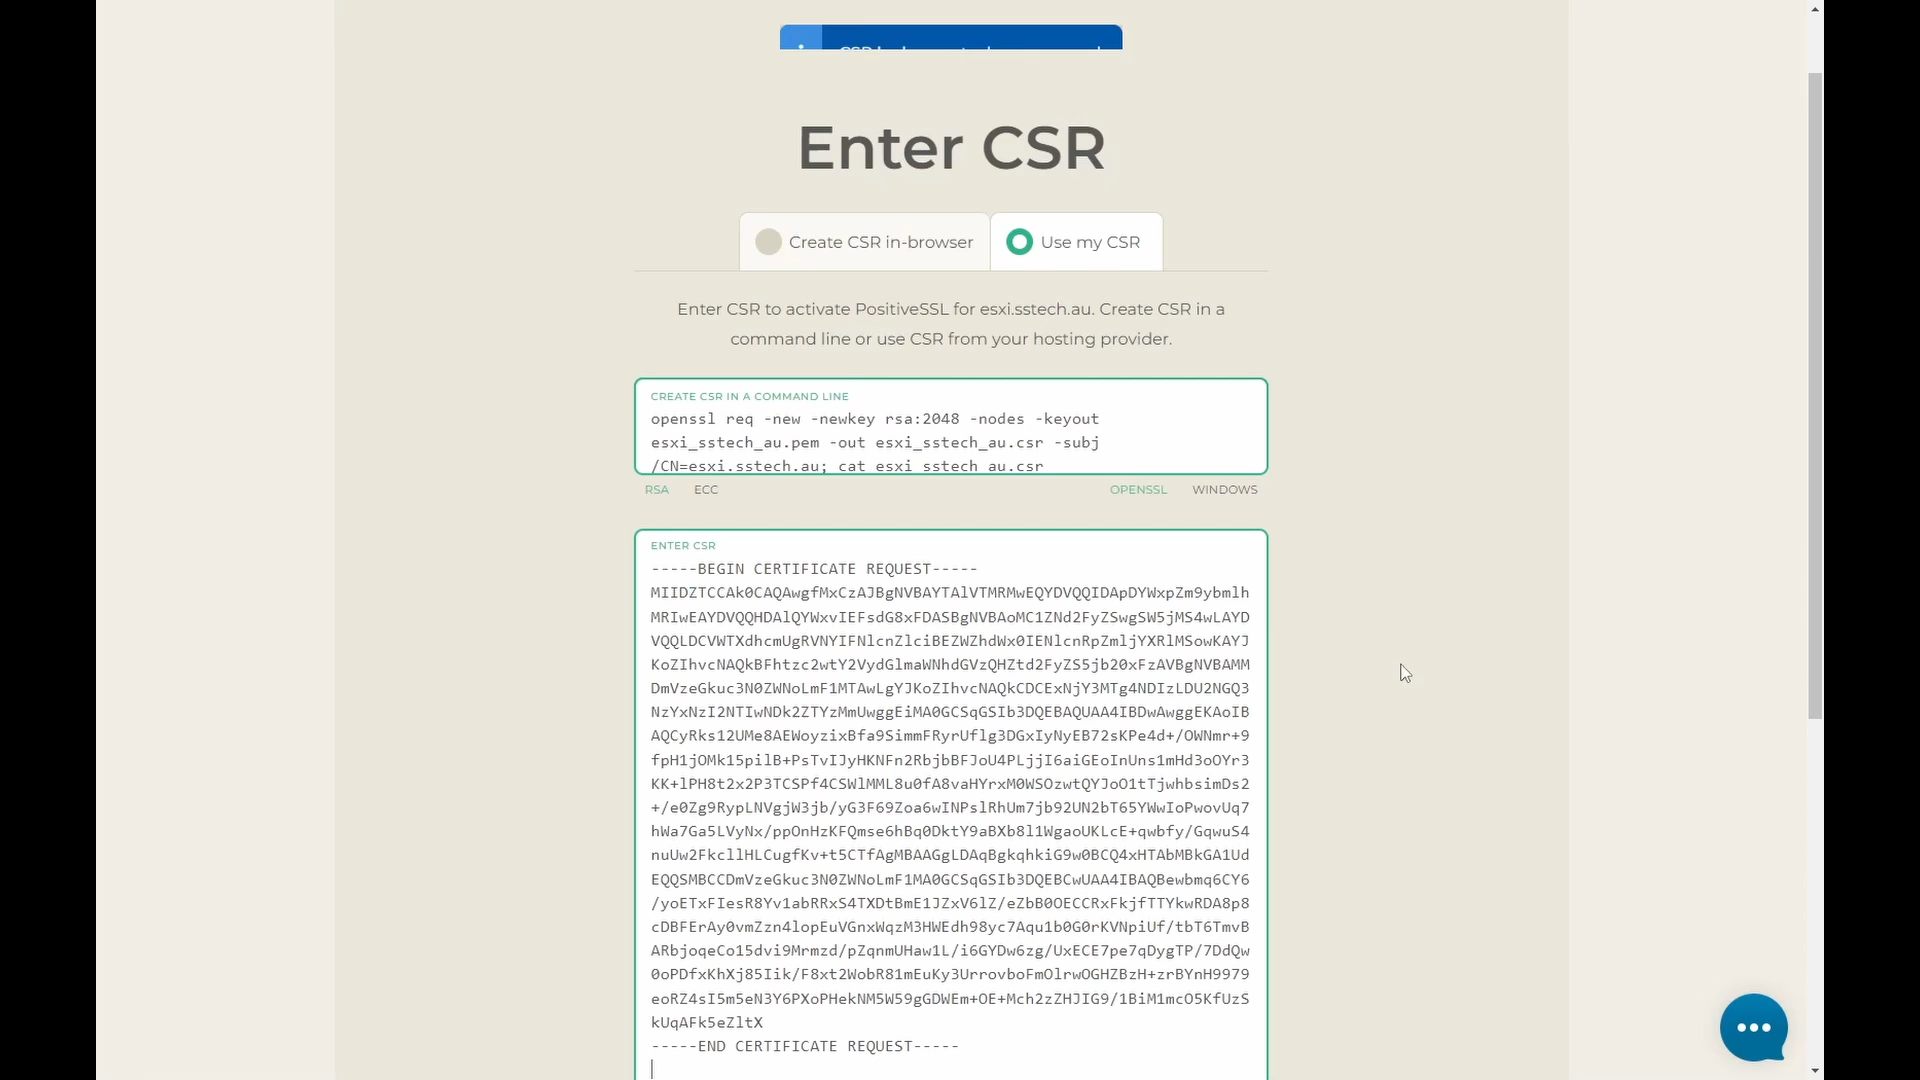 Enter CSR
Create CSR in-browser
Use my CSR
Enter CSR to activate PositiveSSL for esxi.sstech.au. Create CSR in a
command line or use CSR from your hosting provider.
CREATE CSR IN A COMMAND LINE
openssl req -new -newkey rsa:2048 -nodes -keyout
esxi_sstech_au.pem -out esxi_sstech_au.csr -subj
/CN=esxi.sstech.au; cat esxi_sstech_au.csr
RSA ECC OPENSSL WINDOWS
ENTER CSR
-----BEGIN CERTIFICATE REQUEST-----
MIIDZTCCAk0CAQAwgfMxCzAJBgNVBAYTAlVTMRMwEQYDVQQIDApDYWxpZm9ybmlh
MRIwEAYDVQQHDAlQYWxvIEFsdG8xFDASBgNVBAoMC1ZNd2FyZSwgSW5jMS4wLAYD
VQQLDCVWTXdhcmUgRVNYIFNlcnZlciBEZWZhdWx0IENlcnRpZmljYXRlMSowKAYJ
KoZIhvcNAQkBFhtzc2wtY2VydGlmaWNhdGVzQHZtd2FyZS5jb20xFzAVBgNVBAMM
DmVzeGkuc3N0ZWNoLmF1MTAwLgYJKoZIhvcNAQkCDCExNjY3MTg4NDIzLDU2NGQ3
NzYxNzI2NTIwNDk2ZTYzMmUwggEiMA0GCSqGSIb3DQEBAQUAA4IBDwAwggEKAoIB
AQCyRks12UMe8AEWoyzixBfa9SimmFRyrUflg3DGxIyNyEB72sKPe4d+/OWNmr+9
fpH1jOMk15pilB+PsTvIJyHKNFn2RbjbBFJoU4PLjjI6aiGEoInUns1mHd3oOYr3
KK+lPH8t2x2P3TCSPf4CSWlMML8u0fA8vaHYrxM0WSOzwtQYJoO1tTjwhbsimDs2
+/e0Zg9RypLNVgjW3jb/yG3F69Zoa6wINPslRhUm7jb92UN2bT65YWwIoPwovUq7
hWa7Ga5LVyNx/ppOnHzKFQmse6hBq0DktY9aBXb8l1WgaoUKLcE+qwbfy/GqwuS4
nuUw2FkcllHLCugfKv+t5CTfAgMBAAGgLDAqBgkqhkiG9w0BCQ4xHTAbMBkGA1Ud
EQQSMBCCDmVzeGkuc3N0ZWNoLmF1MA0GCSqGSIb3DQEBCwUAA4IBAQBewbmq6CY6
/yoETxFIesR8Yv1abRRxS4TXDtBmE1JZxV6lZ/eZbB0OECCRxFkjfTTYkwRDA8p8
cDBFErAy0vmZzn4lopEuVGnxWqzM3HWEdh98yc7Aqu1b0G0rKVNpiUf/tbT6TmvB
ARbjoqeCo15dvi9Mrmzd/pZqnmUHaw1L/i6GYDw6zg/UxECE7pe7qDygTP/7DdQw
0oPDfxKhXj85Iik/F8xt2WobR81mEuKy3UrrovboFmOlrwOGHZBzH+zrBYnH9979
eoRZ4sI5m5eN3Y6PXoPHekNM5W59gGDWEm+OE+Mch2zZHJIG9/1BiM1mcO5KfUzS
kUqAFk5eZltX
-----END CERTIFICATE REQUEST-----